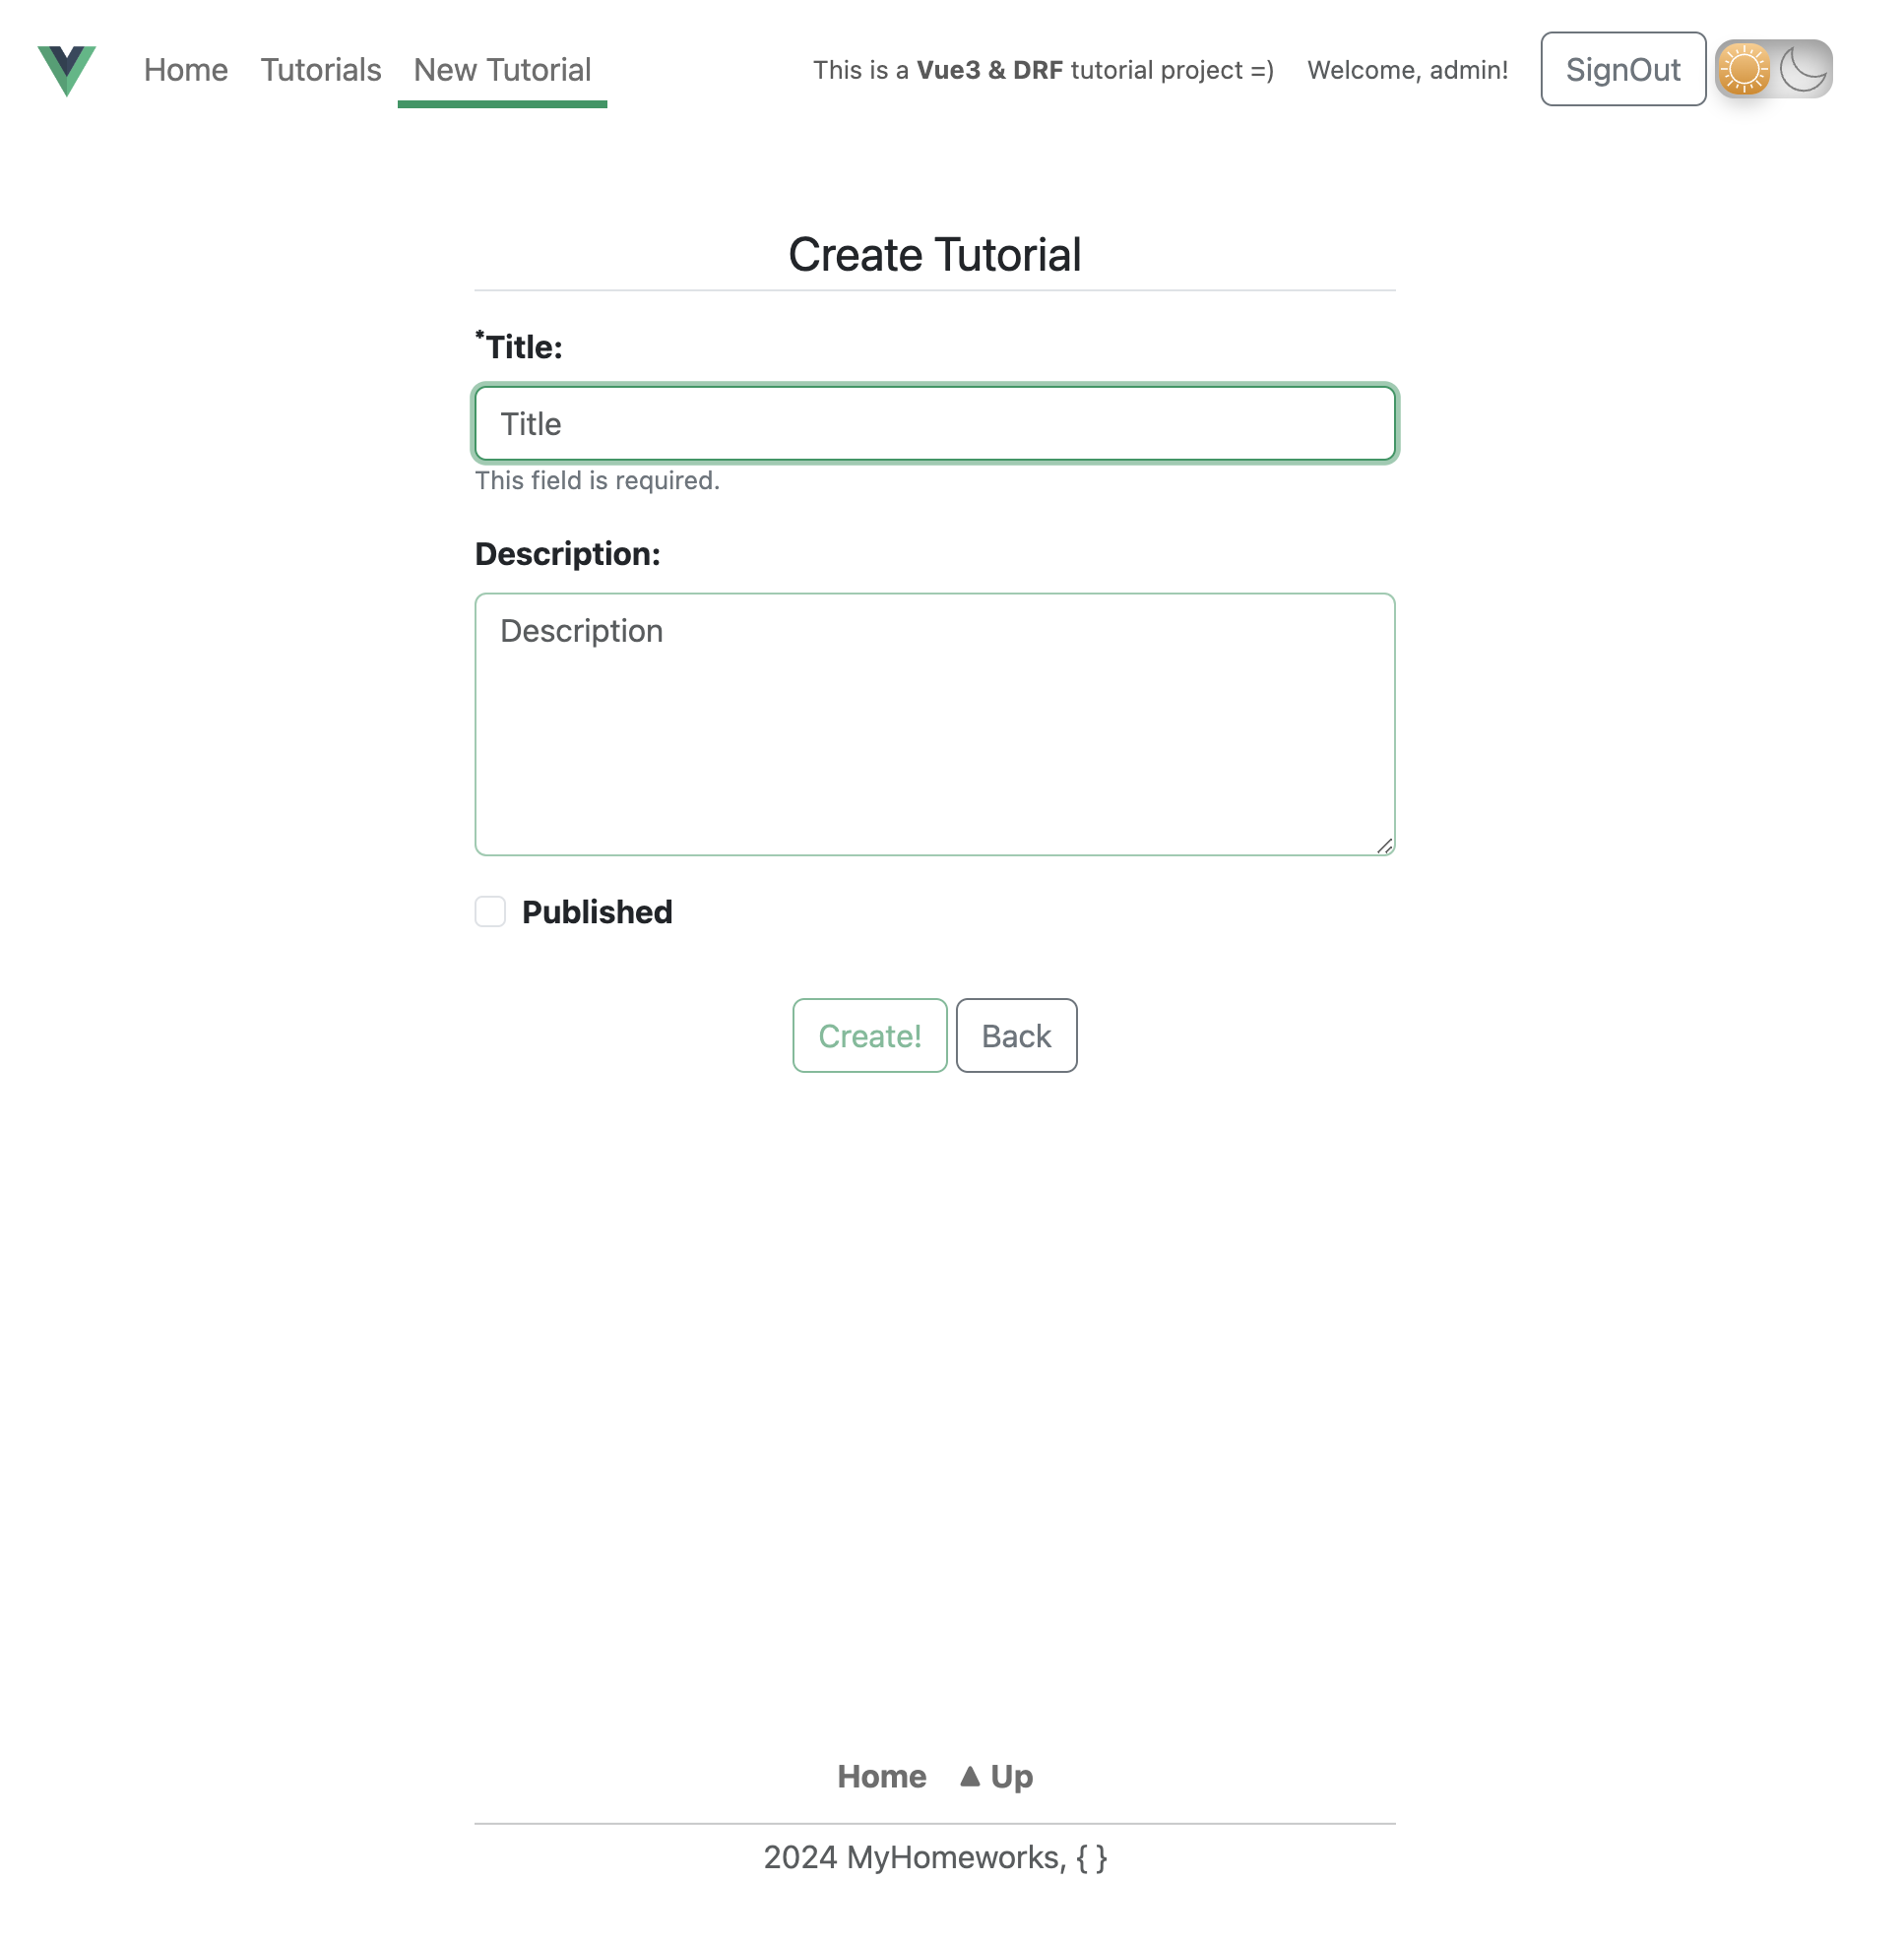 Home Tutorials New Tutorial This is a Vue3 & DRF tutorial project =) Welcome, admin! SignOut
Create Tutorial
*Title:
Title
This field is required.
Description:
Description
Published
Create! Back
Home ▲ Up
2024 MyHomeworks, { }